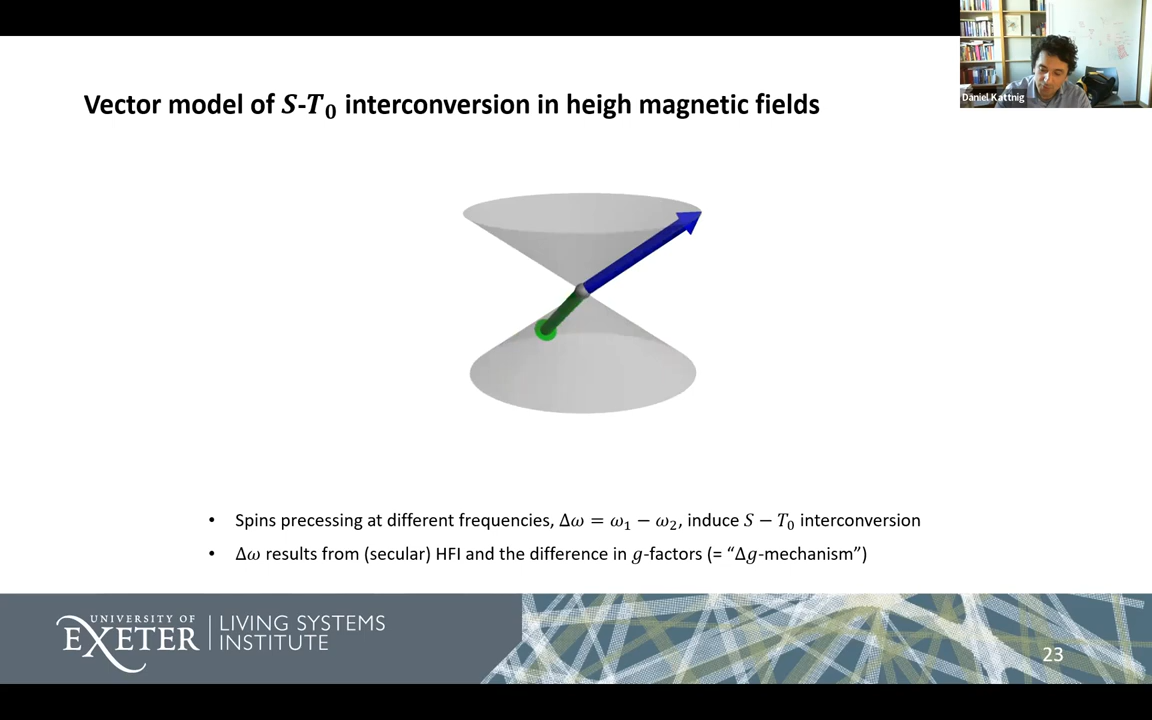 Daniel Kattnig
Vector model of S-T₀ interconversion in heigh magnetic fields
• Spins precessing at different frequencies, Δω = ω₁ − ω₂, induce S − T₀ interconversion
• Δω results from (secular) HFI and the difference in g-factors (= “Δg-mechanism”)
UNIVERSITY OF
EXETER
LIVING SYSTEMS
INSTITUTE
23